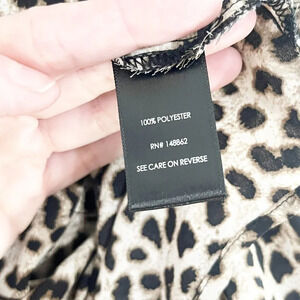 100% POLYESTER
RN# 148862
SEE CARE ON REVERSE